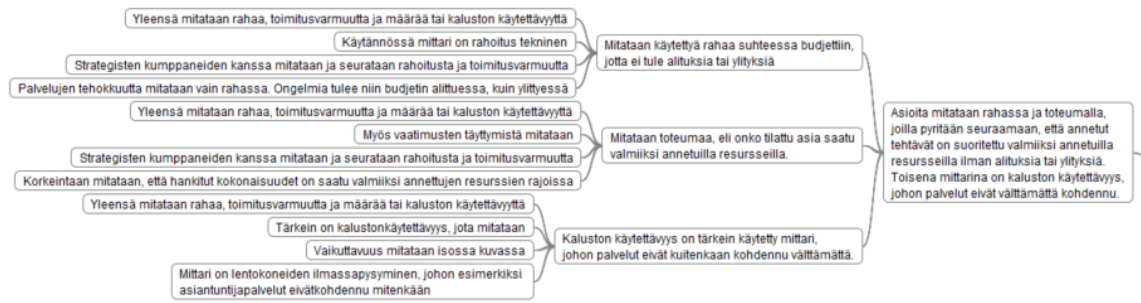 Yleensä mitataan rahaa, toimitusvarmuutta ja määrää tai kaluston käytettävyyttä
Käytännössä mittari on rahoitus tekninen
Strategisten kumppaneiden kanssa mitataan ja seurataan rahoitusta ja toimitusvarmuutta
Palvelujen tehokkuutta mitataan vain rahassa. Ongelmia tulee niin budjetin alittuessa, kuin ylittyessä
Mitataan käytettyä rahaa suhteessa budjettiin,
jotta ei tule alituksia tai ylityksiä
Yleensä mitataan rahaa, toimitusvarmuutta ja määrää tai kaluston käytettävyyttä
Myös vaatimusten täyttymistä mitataan
Strategisten kumppaneiden kanssa mitataan ja seurataan rahoitusta ja toimitusvarmuutta
Korkeintaan mitataan, että hankitut kokonaisuudet on saatu valmiiksi annettujen resurssien rajoissa
Mitataan toteumaa, eli onko tilattu asia saatu
valmiiksi annetuilla resursseilla.
Yleensä mitataan rahaa, toimitusvarmuutta ja määrää tai kaluston käytettävyyttä
Tärkein on kalustonkäytettävyys, jota mitataan
Vaikuttavuus mitataan isossa kuvassa
Mittari on lentokoneiden ilmassapysyminen, johon esimerkiksi
asiantuntijapalvelut eivätkohdennu mitenkään
Kaluston käytettävyys on tärkein käytetty mittari,
johon palvelut eivät kuitenkaan kohdennu välttämättä.
Asioita mitataan rahassa ja toteumalla,
joilla pyritään seuraamaan, että annetut
tehtävät on suoritettu valmiiksi annetuilla
resursseilla ilman alituksia tai ylityksiä.
Toisena mittarina on kaluston käytettävyys,
johon palvelut eivät välttämättä kohdennu.